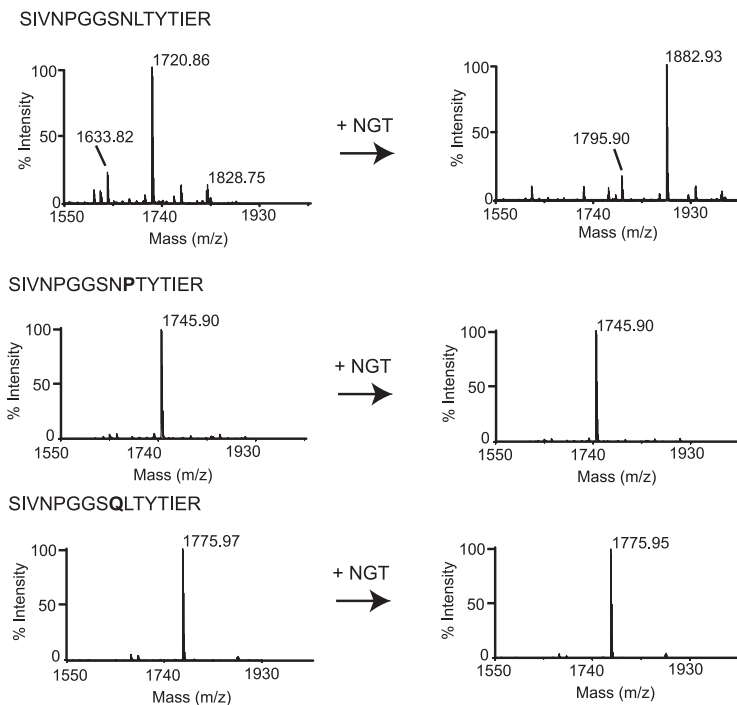 SIVNPGGSNLTYTIER
100
50
0
% Intensity
1633.82
1720.86
1828.75
1550
1740
1930
Mass (m/z)
+ NGT
100
50
0
% Intensity
1795.90
1882.93
1550
1740
1930
Mass (m/z)
SIVNPGGSNPTYTIER
100
50
0
% Intensity
1745.90
1550
1740
1930
Mass (m/z)
+ NGT
100
50
0
% Intensity
1745.90
1550
1740
1930
Mass (m/z)
SIVNPGGSQLTYTIER
100
50
0
% Intensity
1775.97
1550
1740
1930
Mass (m/z)
+ NGT
100
50
0
% Intensity
1775.95
1550
1740
1930
Mass (m/z)